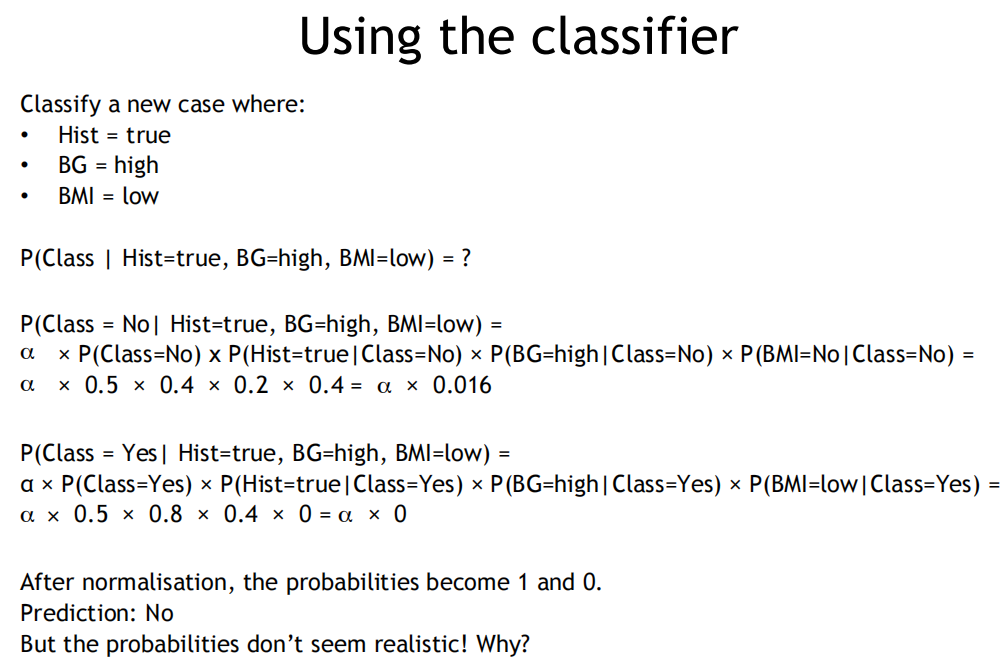 Using the classifier
Classify a new case where:
• Hist = true
• BG = high
• BMI = low
P(Class | Hist=true, BG=high, BMI=low) = ?
P(Class = No| Hist=true, BG=high, BMI=low) =
α × P(Class=No) x P(Hist=true|Class=No) × P(BG=high|Class=No) × P(BMI=No|Class=No) =
α × 0.5 × 0.4 × 0.2 × 0.4 = α × 0.016
P(Class = Yes| Hist=true, BG=high, BMI=low) =
α × P(Class=Yes) × P(Hist=true|Class=Yes) × P(BG=high|Class=Yes) × P(BMI=low|Class=Yes) =
α × 0.5 × 0.8 × 0.4 × 0 = α × 0
After normalisation, the probabilities become 1 and 0.
Prediction: No
But the probabilities don’t seem realistic! Why?